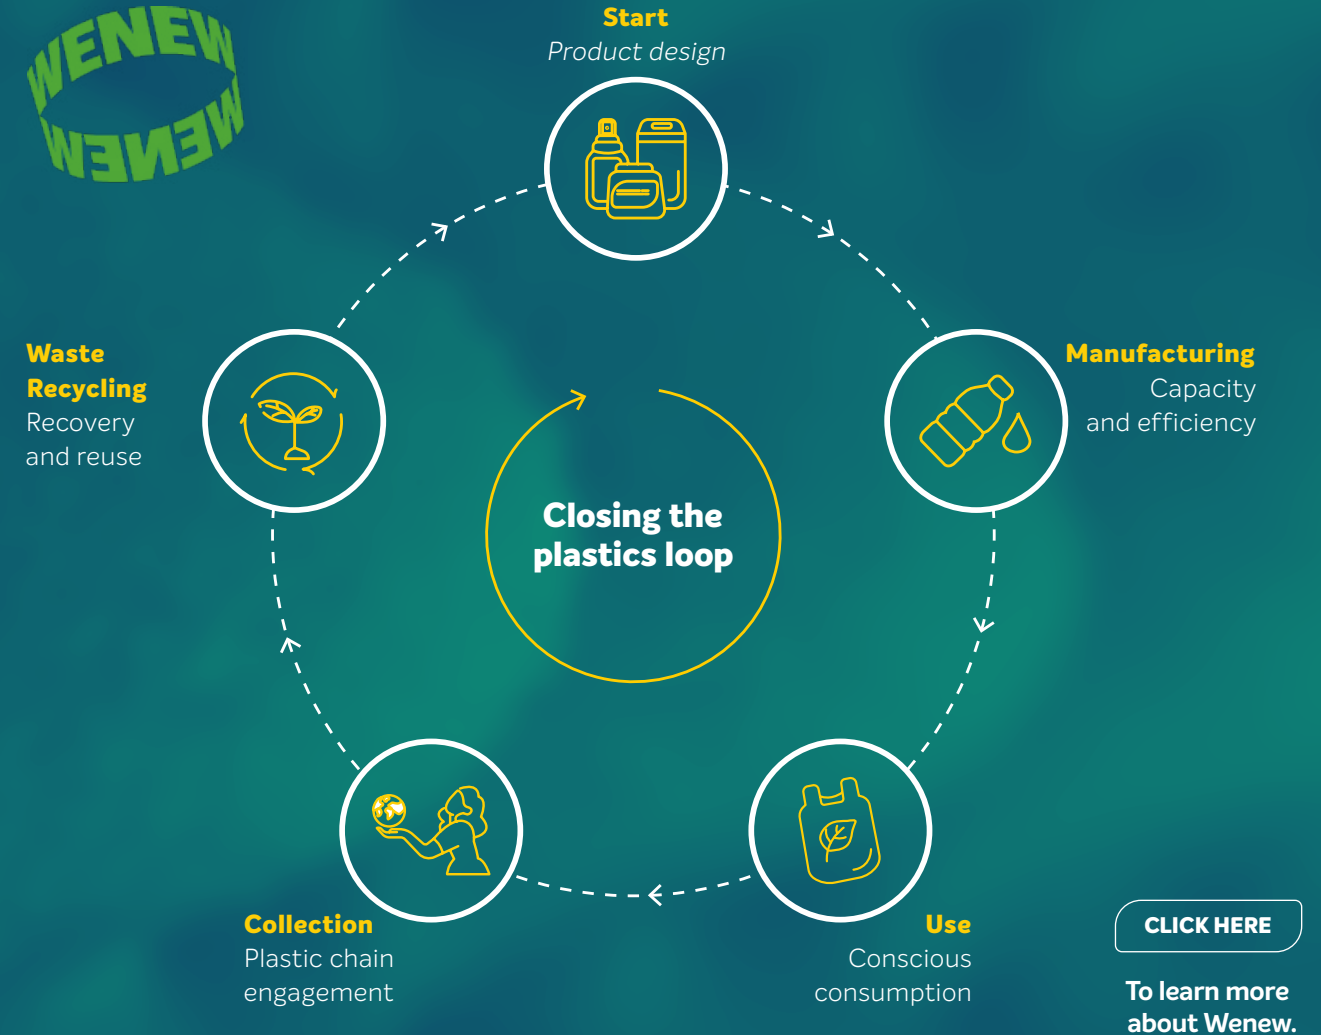 WENEW
WENEW
Start
Product design
Manufacturing
Capacity
and efficiency
Use
Conscious
consumption
Collection
Plastic chain
engagement
Waste
Recycling
Recovery
and reuse
Closing the
plastics loop
CLICK HERE
To learn more
about Wenew.